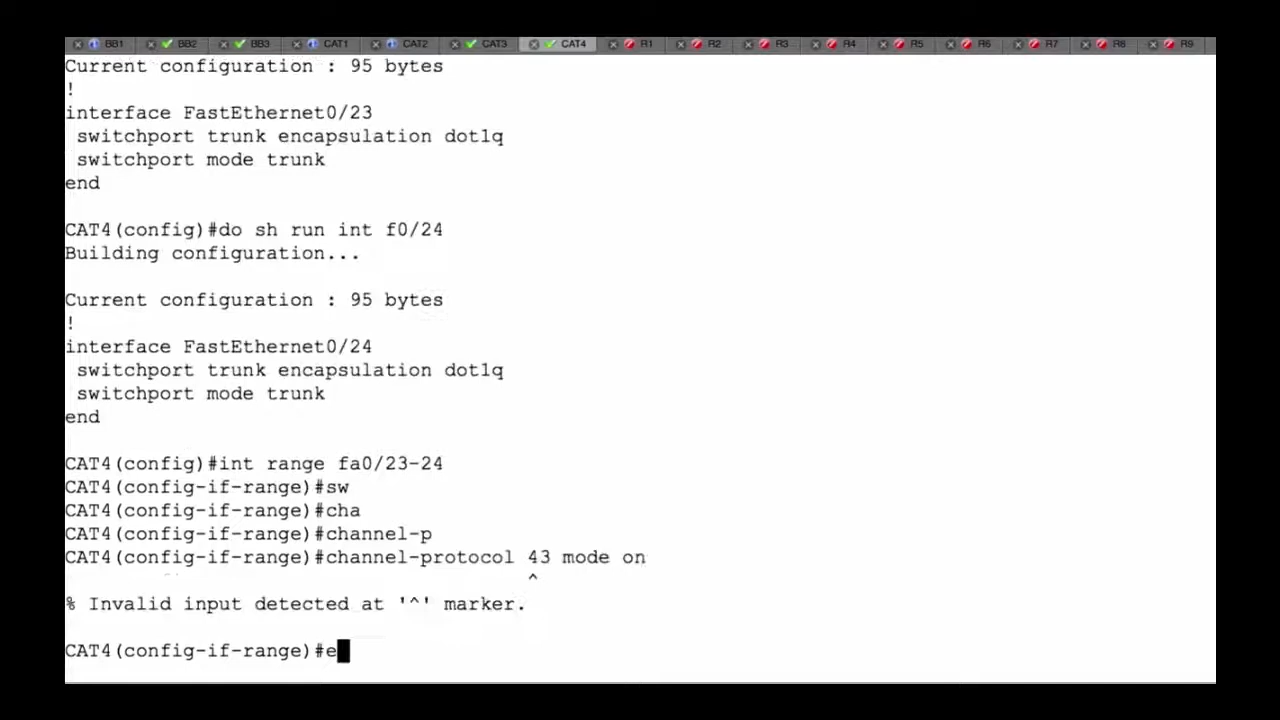 BB1 BB2 BB3 CAT1 CAT2 CAT3 CAT4 R1 R2 R3 R4 R5 R6 R7 R8 R9
Current configuration : 95 bytes
!
interface FastEthernet0/23
switchport trunk encapsulation dot1q
switchport mode trunk
end
CAT4(config)#do sh run int f0/24
Building configuration...
Current configuration : 95 bytes
!
interface FastEthernet0/24
switchport trunk encapsulation dot1q
switchport mode trunk
end
CAT4(config)#int range fa0/23-24
CAT4(config-if-range)#sw
CAT4(config-if-range)#cha
CAT4(config-if-range)#channel-p
CAT4(config-if-range)#channel-protocol 43 mode on
^
% Invalid input detected at '^' marker.
CAT4(config-if-range)#e